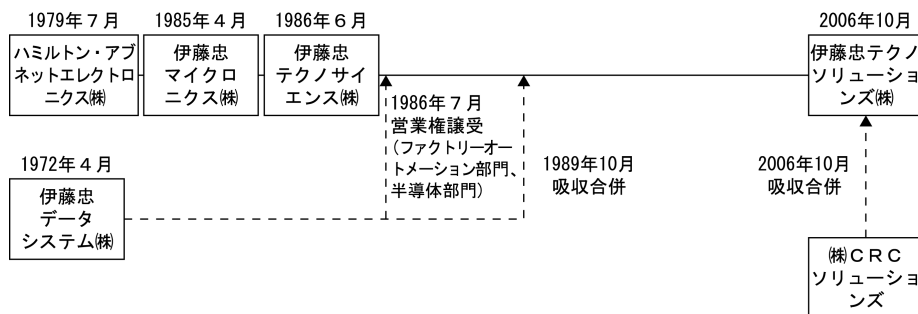 1979年７月
ハミルトン・アブ
ネットエレクトロ
ニクス㈱
1985年４月
伊藤忠
マイクロ
ニクス㈱
1986年６月
伊藤忠
テクノサイ
エンス㈱
2006年10月
伊藤忠テクノ
ソリューショ
ンズ㈱
1986年７月
営業権譲受
（ファクトリーオー
トメーション部門、
半導体部門）
1989年10月
吸収合併
2006年10月
吸収合併
1972年４月
伊藤忠
データ
システム㈱
㈱ＣＲＣ
ソリューショ
ンズ